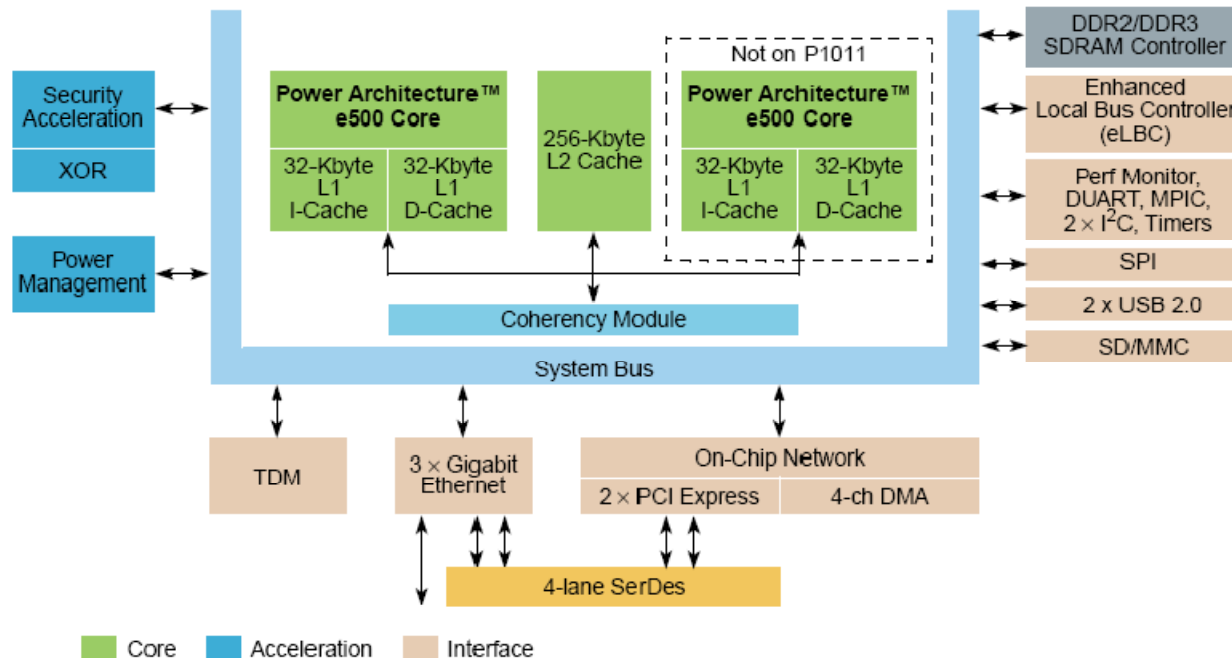 Security
Acceleration
XOR
Power
Management
Power Architecture™
e500 Core
32-Kbyte
L1
I-Cache
32-Kbyte
L1
D-Cache
256-Kbyte
L2 Cache
Not on P1011
Power Architecture™
e500 Core
32-Kbyte
L1
I-Cache
32-Kbyte
L1
D-Cache
Coherency Module
System Bus
DDR2/DDR3
SDRAM Controller
Enhanced
Local Bus Controller
(eLBC)
Perf Monitor,
DUART, MPIC,
2 × I²C, Timers
SPI
2 x USB 2.0
SD/MMC
TDM
3 × Gigabit
Ethernet
On-Chip Network
2 × PCI Express
4-ch DMA
4-lane SerDes
Core
Acceleration
Interface